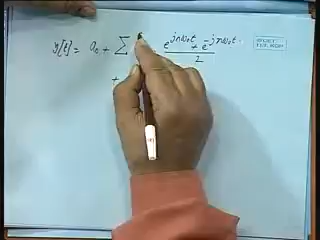 y(t) = a₀ + Σ (e^{jnω₀t} + e^{-jnω₀t}) / 2
+